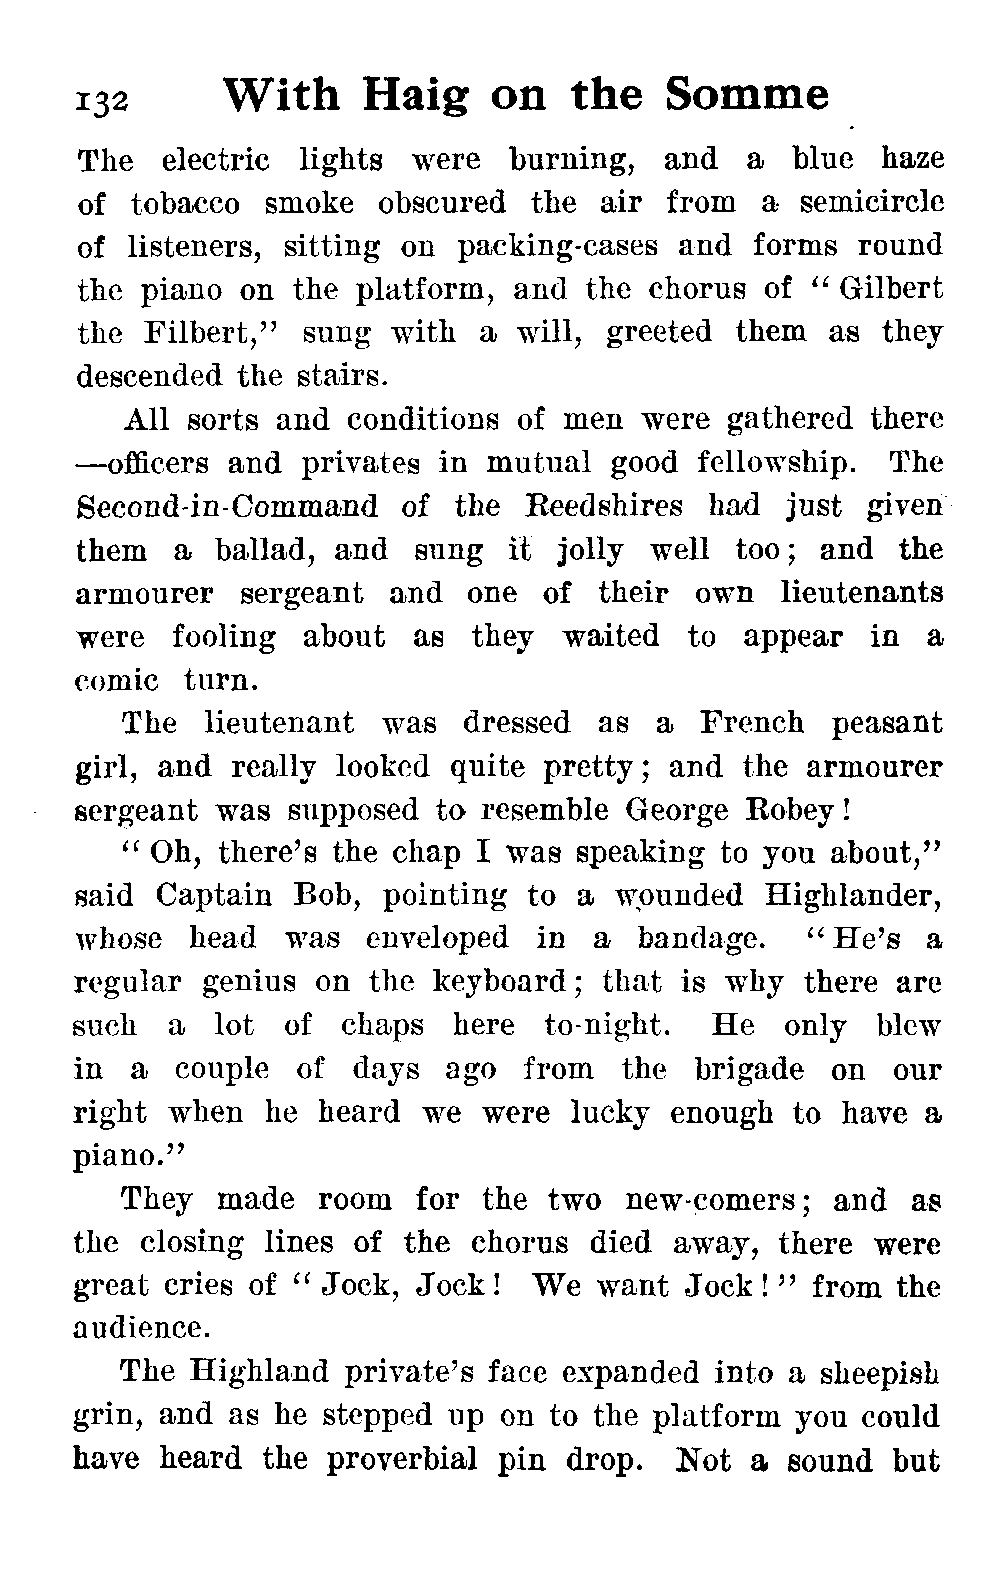 132 With Haig on the Somme
The electric lights were burning, and a blue haze
of tobacco smoke obscured the air from a semicircle
of listeners, sitting on packing-cases and forms round
the piano on the platform, and the chorus of “ Gilbert
the Filbert,” sung with a will, greeted them as they
descended the stairs.
All sorts and conditions of men were gathered there
—officers and privates in mutual good fellowship. The
Second-in-Command of the Reedshires had just given
them a ballad, and sung it jolly well too; and the
armourer sergeant and one of their own lieutenants
were fooling about as they waited to appear in a
comic turn.
The lieutenant was dressed as a French peasant
girl, and really looked quite pretty; and the armourer
sergeant was supposed to resemble George Robey!
“ Oh, there’s the chap I was speaking to you about,”
said Captain Bob, pointing to a wounded Highlander,
whose head was enveloped in a bandage. “ He’s a
regular genius on the keyboard; that is why there are
such a lot of chaps here to-night. He only blew
in a couple of days ago from the brigade on our
right when he heard we were lucky enough to have a
piano.”
They made room for the two new-comers; and as
the closing lines of the chorus died away, there were
great cries of “ Jock, Jock! We want Jock! ” from the
audience.
The Highland private’s face expanded into a sheepish
grin, and as he stepped up on to the platform you could
have heard the proverbial pin drop. Not a sound but